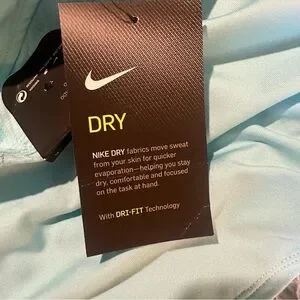 DRY
NIKE DRY fabrics move sweat
from your skin for quicker
evaporation—helping you stay
dry, comfortable and focused
on the task at hand.
With DRI-FIT Technology